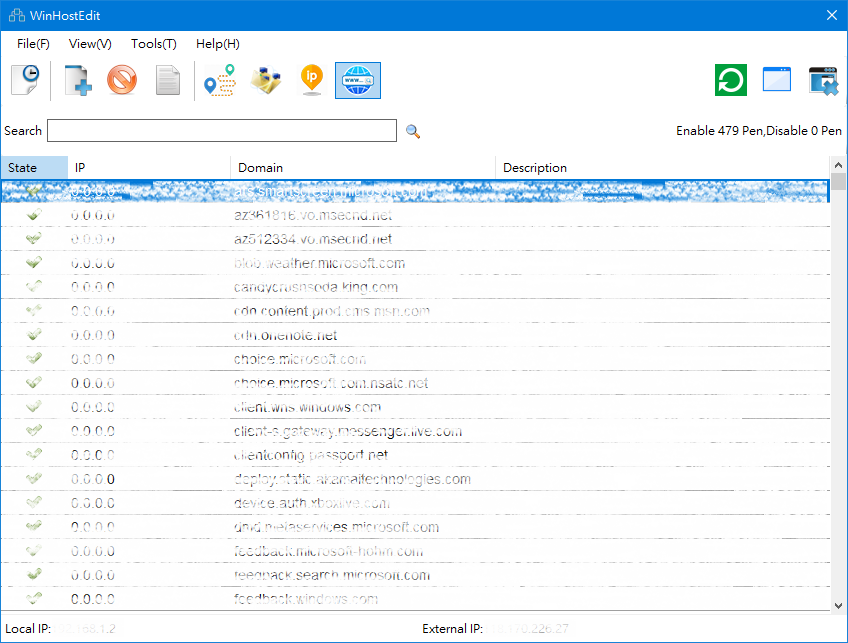 WinHostEdit
File(F) View(V) Tools(T) Help(H)
ip
www.
Search
Enable 479 Pen,Disable 0 Pen
State IP Domain Description
0.0.0.0
0.0.0.0 az361816.vo.msecnd.net
0.0.0.0 az512334.vo.msecnd.net
0.0.0.0 blob.weather.microsoft.com
0.0.0.0 candycrushsoda.king.com
0.0.0.0 cdn.content.prod.cms.msn.com
0.0.0.0 cdn.onenote.net
0.0.0.0 choice.microsoft.com
0.0.0.0 choice.microsoft.com.nsatc.net
0.0.0.0 client.wns.windows.com
0.0.0.0 client-s.gateway.messenger.live.com
0.0.0.0 clientconfig.passport.net
0.0.0.0 deploy.static.akamaitechnologies.com
0.0.0.0 device.auth.xboxlive.com
0.0.0.0 dmd.metaservices.microsoft.com
0.0.0.0 feedback.microsoft-hohm.com
0.0.0.0 feedback.search.microsoft.com
0.0.0.0 feedback.windows.com
Local IP: External IP: